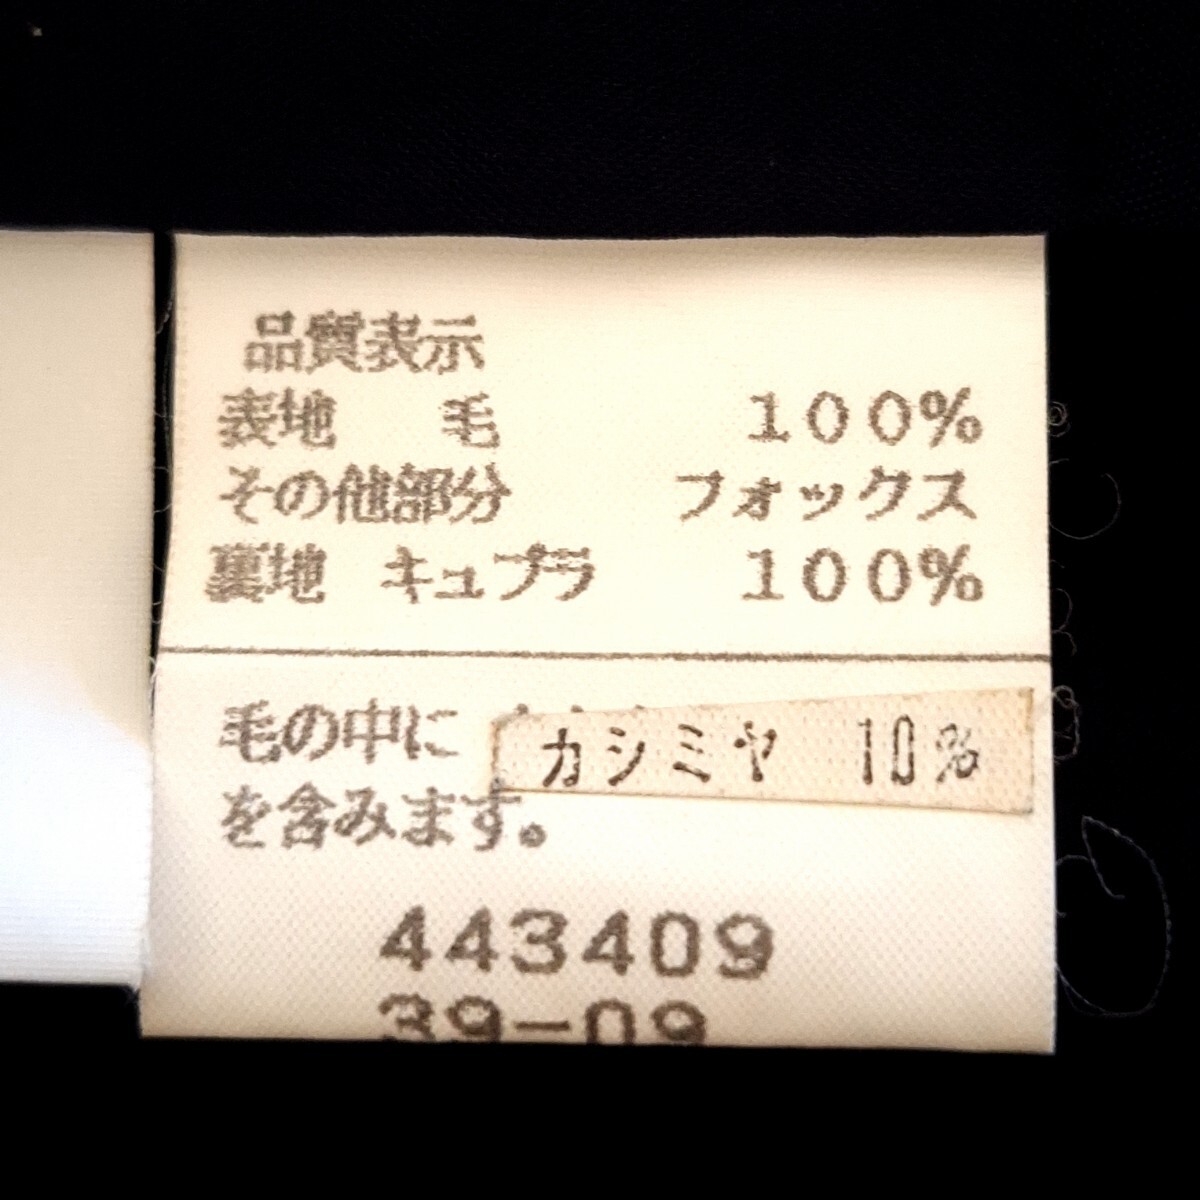 品質表示
表地 毛 100%
その他部分 フォックス
裏地 キュプラ 100%
毛の中に カシミヤ 10%
を含みます。
443409
39-09